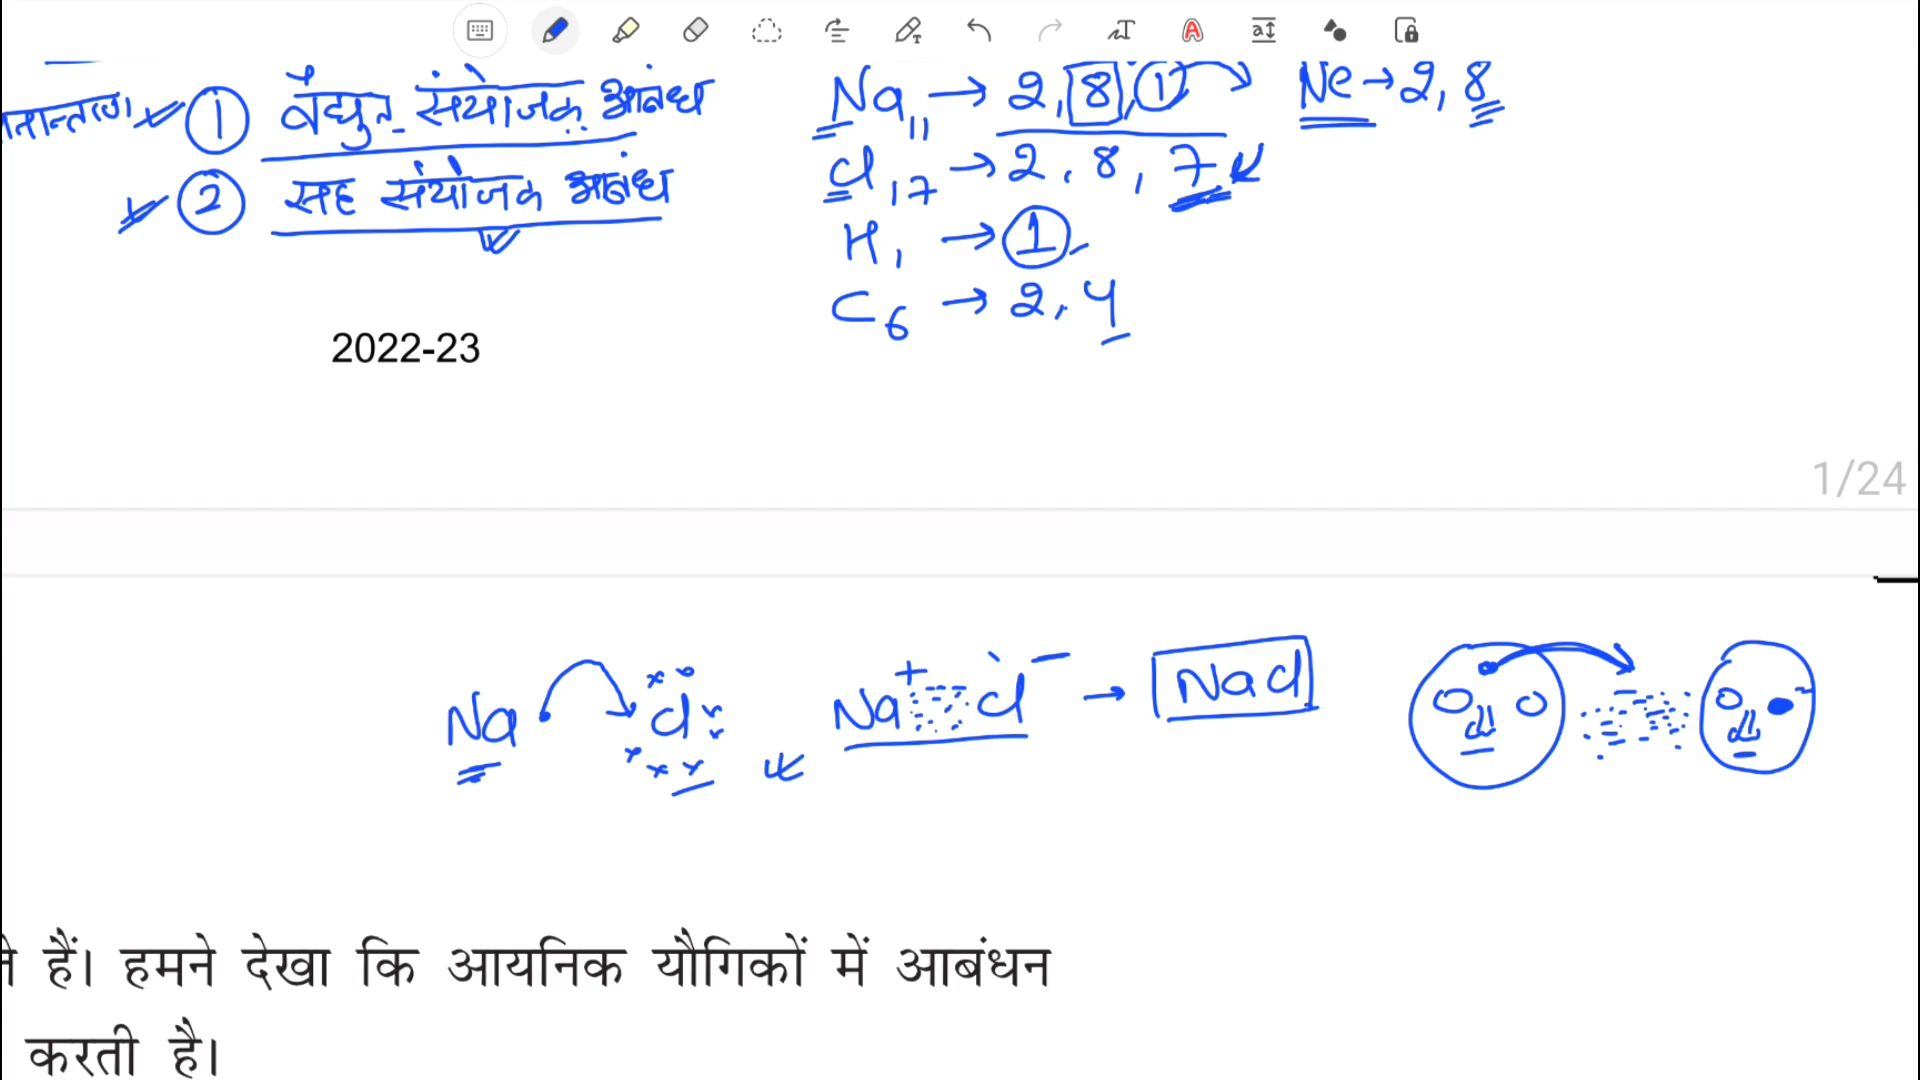 ① वैद्युत संयोजक आबंध
② सह संयोजक आबंध
Na₁₁ → 2, 8, 1 Ne → 2, 8
Cl₁₇ → 2, 8, 7
H₁ → 1
C₆ → 2, 4
2022-23
1/24
Na Cl Na⁺ Cl⁻ → NaCl
हैं। हमने देखा कि आयनिक यौगिकों में आबंधन
करती है।